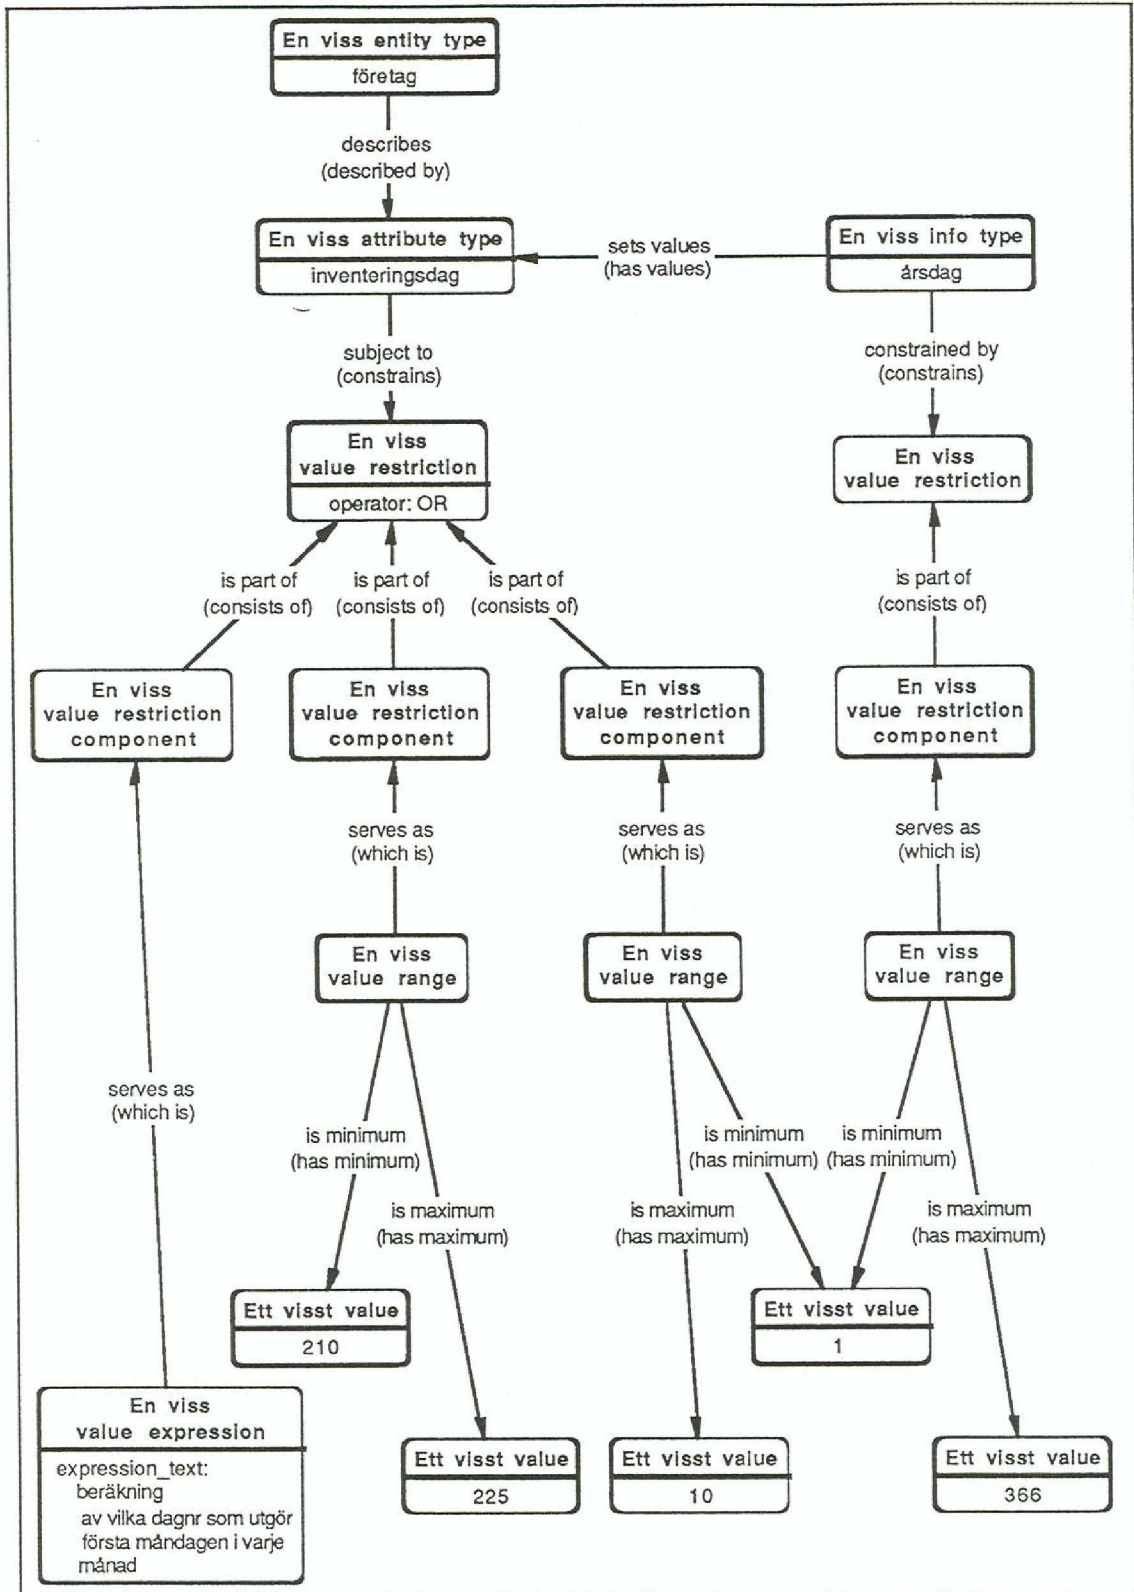 En viss entity type
företag
describes
(described by)
En viss attribute type
inventeringsdag
sets values
(has values)
En viss info type
årsdag
subject to
(constrains)
constrained by
(constrains)
En viss
value restriction
operator: OR
En viss
value restriction
is part of
(consists of)
is part of
(consists of)
is part of
(consists of)
is part of
(consists of)
En viss
value restriction
component
En viss
value restriction
component
En viss
value restriction
component
En viss
value restriction
component
serves as
(which is)
serves as
(which is)
serves as
(which is)
En viss
value range
En viss
value range
En viss
value range
serves as
(which is)
is minimum
(has minimum)
is maximum
(has maximum)
is minimum
(has minimum)
is maximum
(has maximum)
is minimum
(has minimum)
is maximum
(has maximum)
Ett visst value
210
Ett visst value
1
En viss
value expression
expression_text:
beräkning
av vilka dagnr som utgör
första måndagen i varje
månad
Ett visst value
225
Ett visst value
10
Ett visst value
366